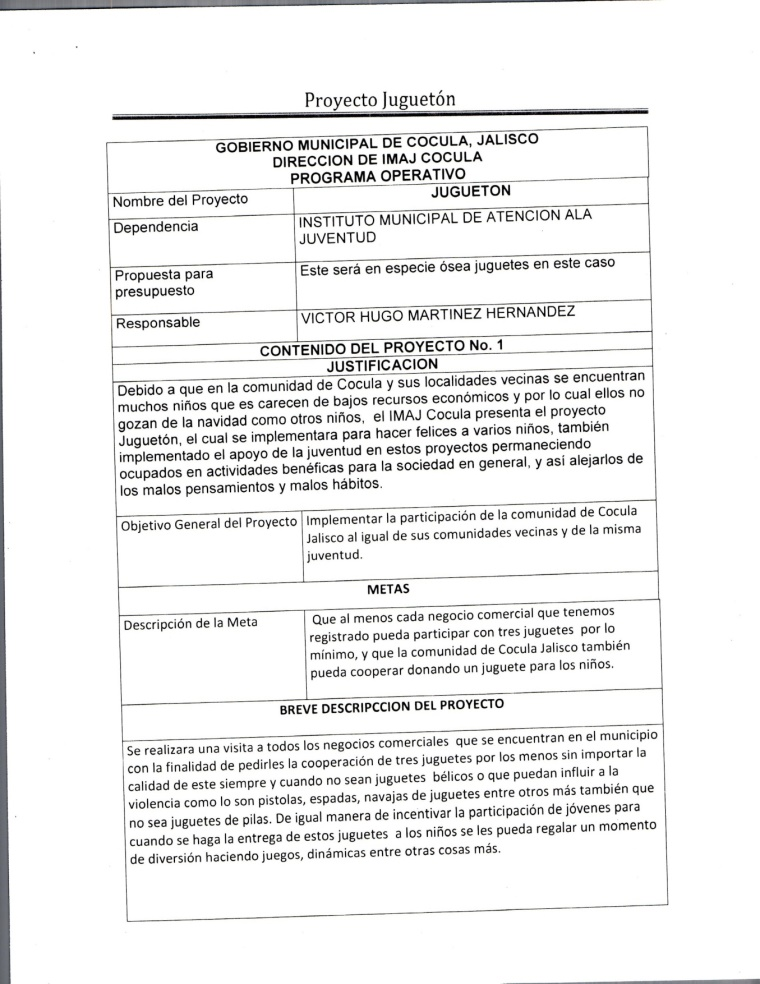 Proyecto Juguetón
GOBIERNO MUNICIPAL DE COCULA, JALISCO
DIRECCION DE IMAJ COCULA
PROGRAMA OPERATIVO
Nombre del Proyecto JUGUETON
Dependencia INSTITUTO MUNICIPAL DE ATENCION ALA
JUVENTUD
Propuesta para Este será en especie ósea juguetes en este caso
presupuesto
Responsable VICTOR HUGO MARTINEZ HERNANDEZ
CONTENIDO DEL PROYECTO No. 1
JUSTIFICACION
Debido a que en la comunidad de Cocula y sus localidades vecinas se encuentran
muchos niños que es carecen de bajos recursos económicos y por lo cual ellos no
gozan de la navidad como otros niños, el IMAJ Cocula presenta el proyecto
Juguetón, el cual se implementara para hacer felices a varios niños, también
implementado el apoyo de la juventud en estos proyectos permaneciendo
ocupados en actividades benéficas para la sociedad en general, y así alejarlos de
los malos pensamientos y malos hábitos.
Objetivo General del Proyecto Implementar la participación de la comunidad de Cocula
Jalisco al igual de sus comunidades vecinas y de la misma
juventud.
METAS
Descripción de la Meta Que al menos cada negocio comercial que tenemos
registrado pueda participar con tres juguetes por lo
mínimo, y que la comunidad de Cocula Jalisco también
pueda cooperar donando un juguete para los niños.
BREVE DESCRIPCCION DEL PROYECTO
Se realizara una visita a todos los negocios comerciales que se encuentran en el municipio
con la finalidad de pedirles la cooperación de tres juguetes por los menos sin importar la
calidad de este siempre y cuando no sean juguetes bélicos o que puedan influir a la
violencia como lo son pistolas, espadas, navajas de juguetes entre otros más también que
no sea juguetes de pilas. De igual manera de incentivar la participación de jóvenes para
cuando se haga la entrega de estos juguetes a los niños se les pueda regalar un momento
de diversión haciendo juegos, dinámicas entre otras cosas más.